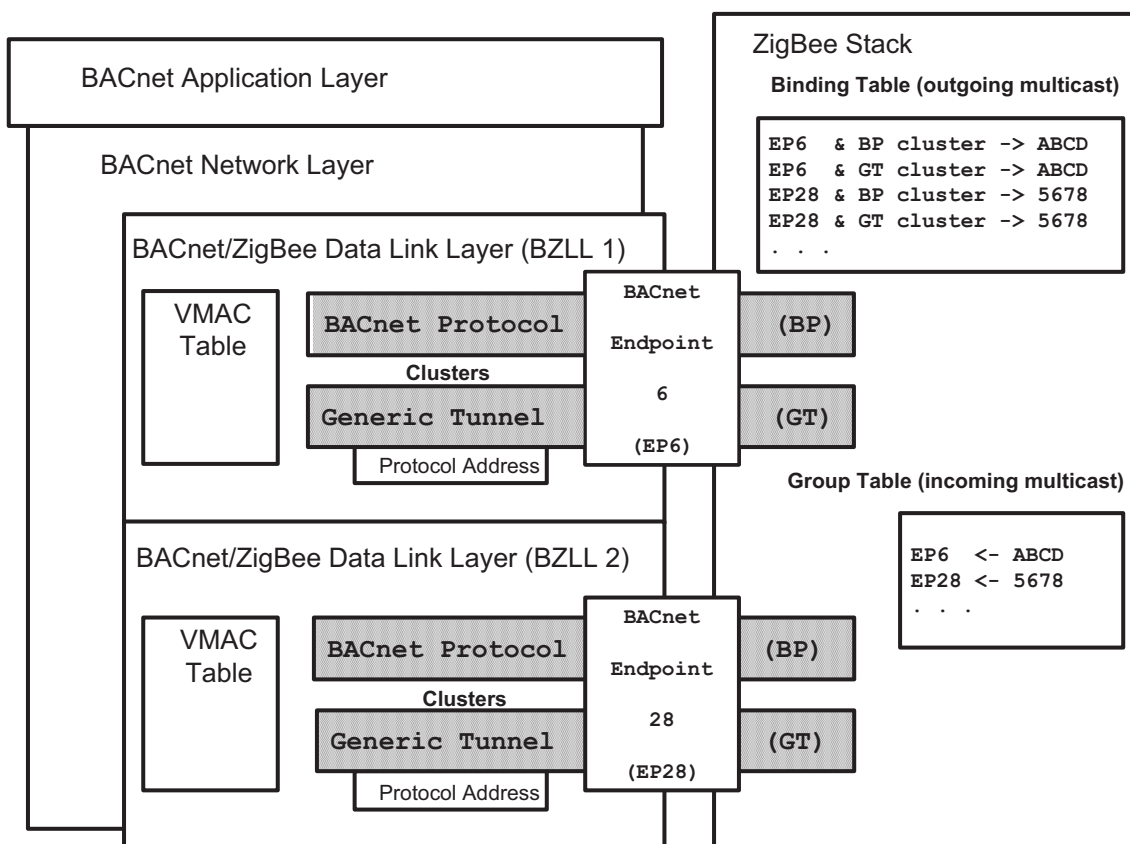 BACnet Application Layer
BACnet Network Layer
BACnet/ZigBee Data Link Layer (BZLL 1)
VMAC
Table
BACnet Protocol
Clusters
Generic Tunnel
Protocol Address
BACnet
Endpoint
6
(EP6)
(BP)
(GT)
BACnet/ZigBee Data Link Layer (BZLL 2)
VMAC
Table
BACnet Protocol
Clusters
Generic Tunnel
Protocol Address
BACnet
Endpoint
28
(EP28)
(BP)
(GT)
ZigBee Stack
Binding Table (outgoing multicast)
EP6 & BP cluster -> ABCD
EP6 & GT cluster -> ABCD
EP28 & BP cluster -> 5678
EP28 & GT cluster -> 5678
. . .
Group Table (incoming multicast)
EP6 <- ABCD
EP28 <- 5678
. . .